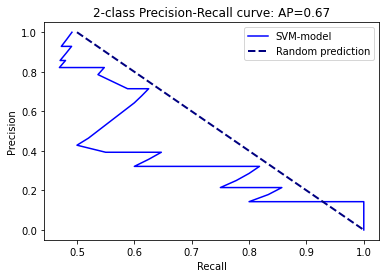 2-class Precision-Recall curve: AP=0.67
SVM-model
Random prediction
Precision
1.0
0.8
0.6
0.4
0.2
0.0
0.5
0.6
0.7
0.8
0.9
1.0
Recall